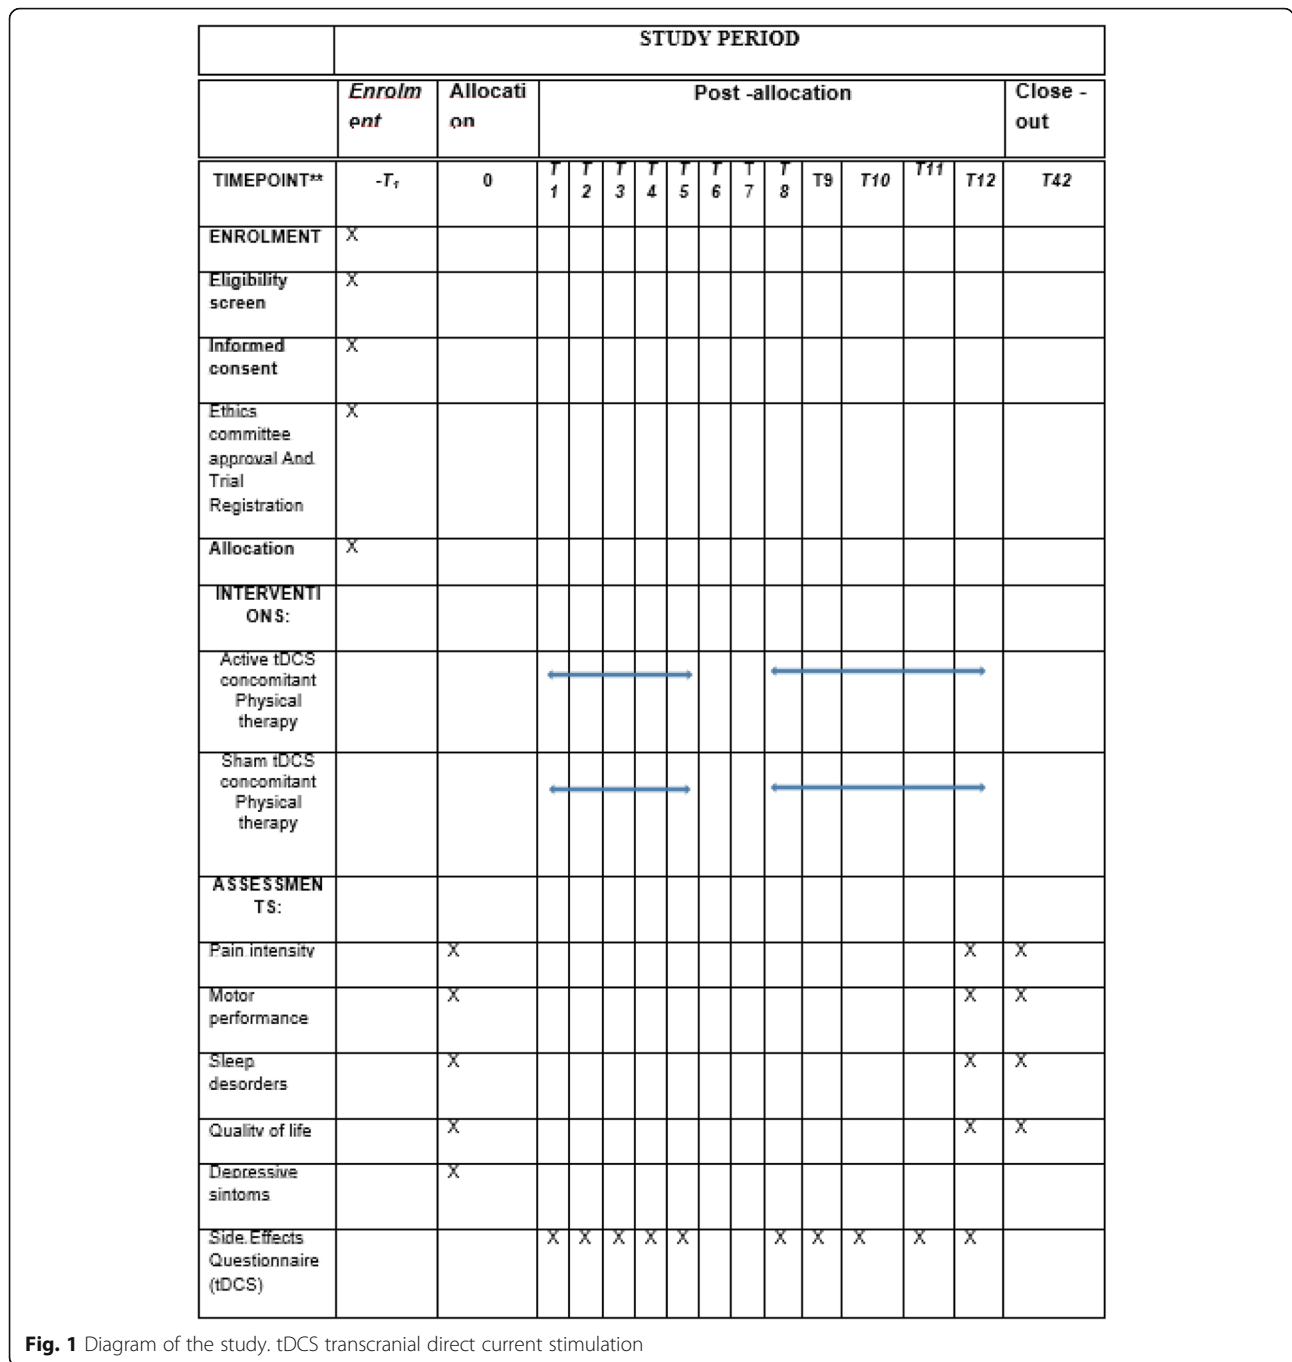 STUDY PERIOD
Enrolm Allocati Post -allocation Close -
ent on out
TIMEPOINT** -T1 0 T 1 T 2 T 3 T 4 T 5 T 6 T 7 T 8 T9 T10 T11 T12 T42
ENROLMENT X
Eligibility X
screen
Informed X
consent
Ethics X
committee
approval And
Trial
Registration
Allocation X
INTERVENTI
ONS:
Active tDCS
concomitant
Physical
therapy
Sham tDCS
concomitant
Physical
therapy
ASSESSMEN
TS:
Pain intensity X X X
Motor X X X
performance
Sleep X X X
desorders
Quality of life X X X
Depressive X
sintoms
Side Effects X X X X X X X X X X
Questionnaire
(tDCS)
Fig. 1 Diagram of the study. tDCS transcranial direct current stimulation